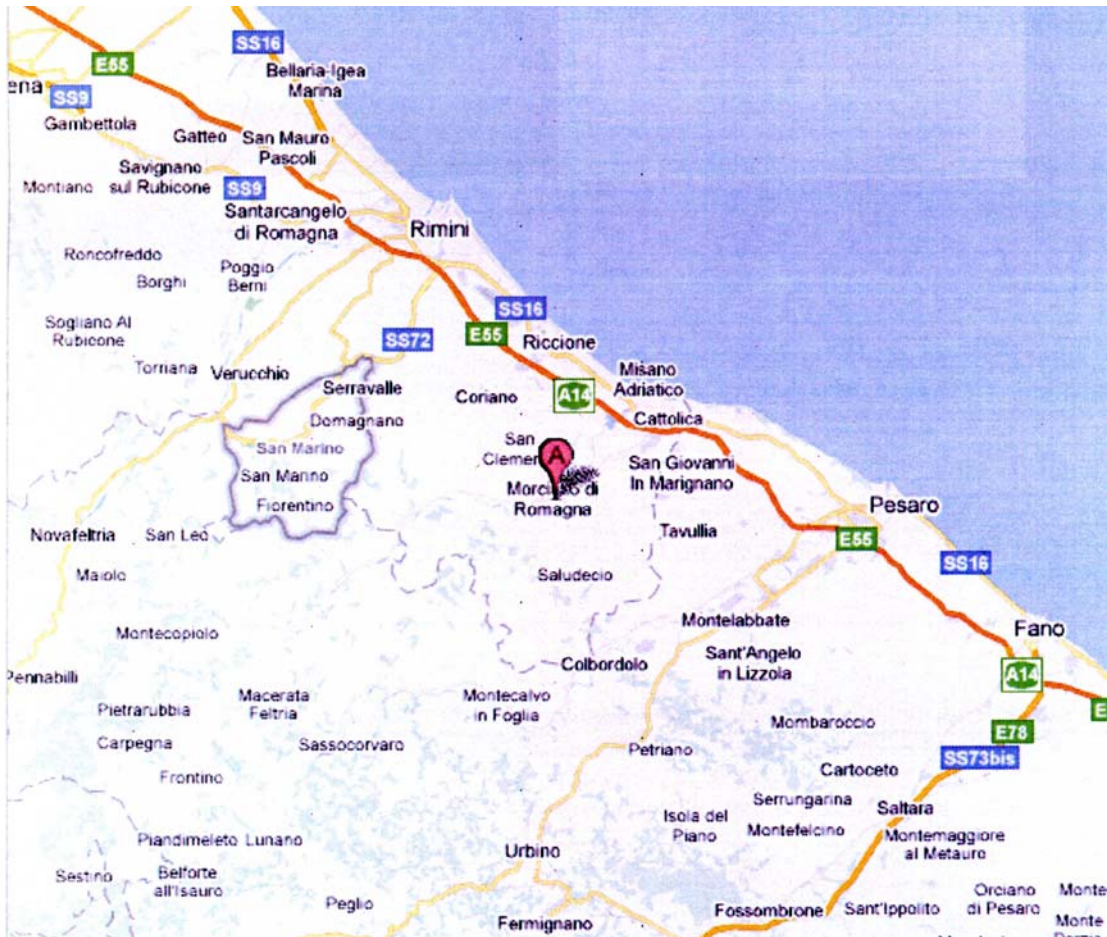 SS16
E55
Bellaria-Igea
Marina
ena
SS9
Gambettola
Gatteo
San Mauro
Pascoli
Savignano
sul Rubicone
Montiano
SS9
Santarcangelo
di Romagna
Rimini
Roncofreddo
Borghi
Poggio
Berni
SS16
Sogliano Al
Rubicone
E55
SS72
Riccione
Torriana
Verucchio
Misano
Adriatico
Serravalle
Coriano
A14
Domagnano
Cattolica
San Marino
San
A
San Marino
San Giovanni
In Marignano
Fiorentino
di
Romagna
Pesaro
Novafeltria
San Leo
Tavullia
E55
SS16
Maiolo
Saludecio
Montelabbate
Montecopiolo
Fano
Colbordolo
Sant'Angelo
in Lizzola
Pennabilli
A14
Macerata
Feltria
Montecalvo
in Foglia
Pietrarubbia
E
Mombaroccio
E78
Carpegna
Sassocorvaro
Petriano
SS73bis
Frontino
Cartoceto
Serrungarina
Saltara
Isola del
Piano
Montefelcino
Montemaggiore
al Metauro
Piandimeleto
Lunano
Urbino
Sestino
Belforte
all'Isauro
Orciano
di Pesaro
Monte
Peglio
Fossombrone
Sant'Ippolito
Fermignano
Monte